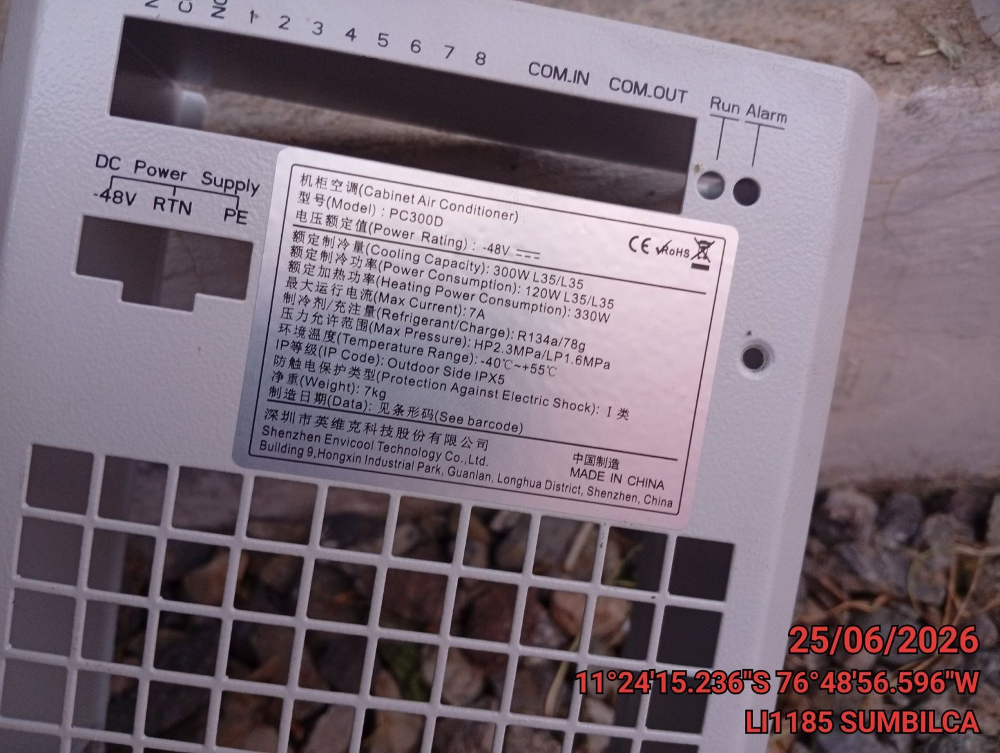 1 2 3 4 5 6 7 8 COM_IN COM_OUT
Run Alarm
DC Power Supply
-48V RTN PE
机柜空调(Cabinet Air Conditioner)
型号(Model) : PC300D
电压额定值(Power Rating) : -48V
CE RoHS
额定制冷量(Cooling Capacity): 300W L35/L35
额定制冷功率(Power Consumption): 120W L35/L35
额定加热功率(Heating Power Consumption): 330W
最大运行电流(Max Current): 7A
制冷剂/充注量(Refrigerant/Charge): R134a/78g
压力允许范围(Max Pressure): HP2.3MPa/LP1.6MPa
环境温度(Temperature Range): -40℃~+55℃
IP等级(IP Code): Outdoor Side IPX5
防触电保护类型(Protection Against Electric Shock): I 类
净重(Weight): 7kg
制造日期(Data): 见条形码(See barcode)
深圳市英维克科技股份有限公司
Shenzhen Envicool Technology Co.,Ltd.
中国制造
MADE IN CHINA
Building 9,Hongxin Industrial Park, Guanlan, Longhua District, Shenzhen, China
25/06/2026
11°24'15.236"S 76°48'56.596"W
LI1185 SUMBILCA